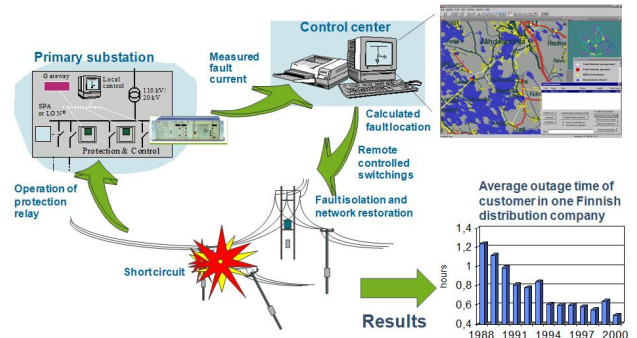 Control center
Primary substation
Gateway
Local
control
110 kV/
20 kV
SPA
or LON®
Protection & Control
Measured
fault
current
Calculated
fault location
Remote
controlled
switchings
Operation of
protection
relay
Fault isolation and
network restoration
Short circuit
Results
Average outage time of
customer in one Finnish
distribution company
hours
1,4
1,2
1
0,8
0,6
0,4
1988 1991 1994 1997 2000